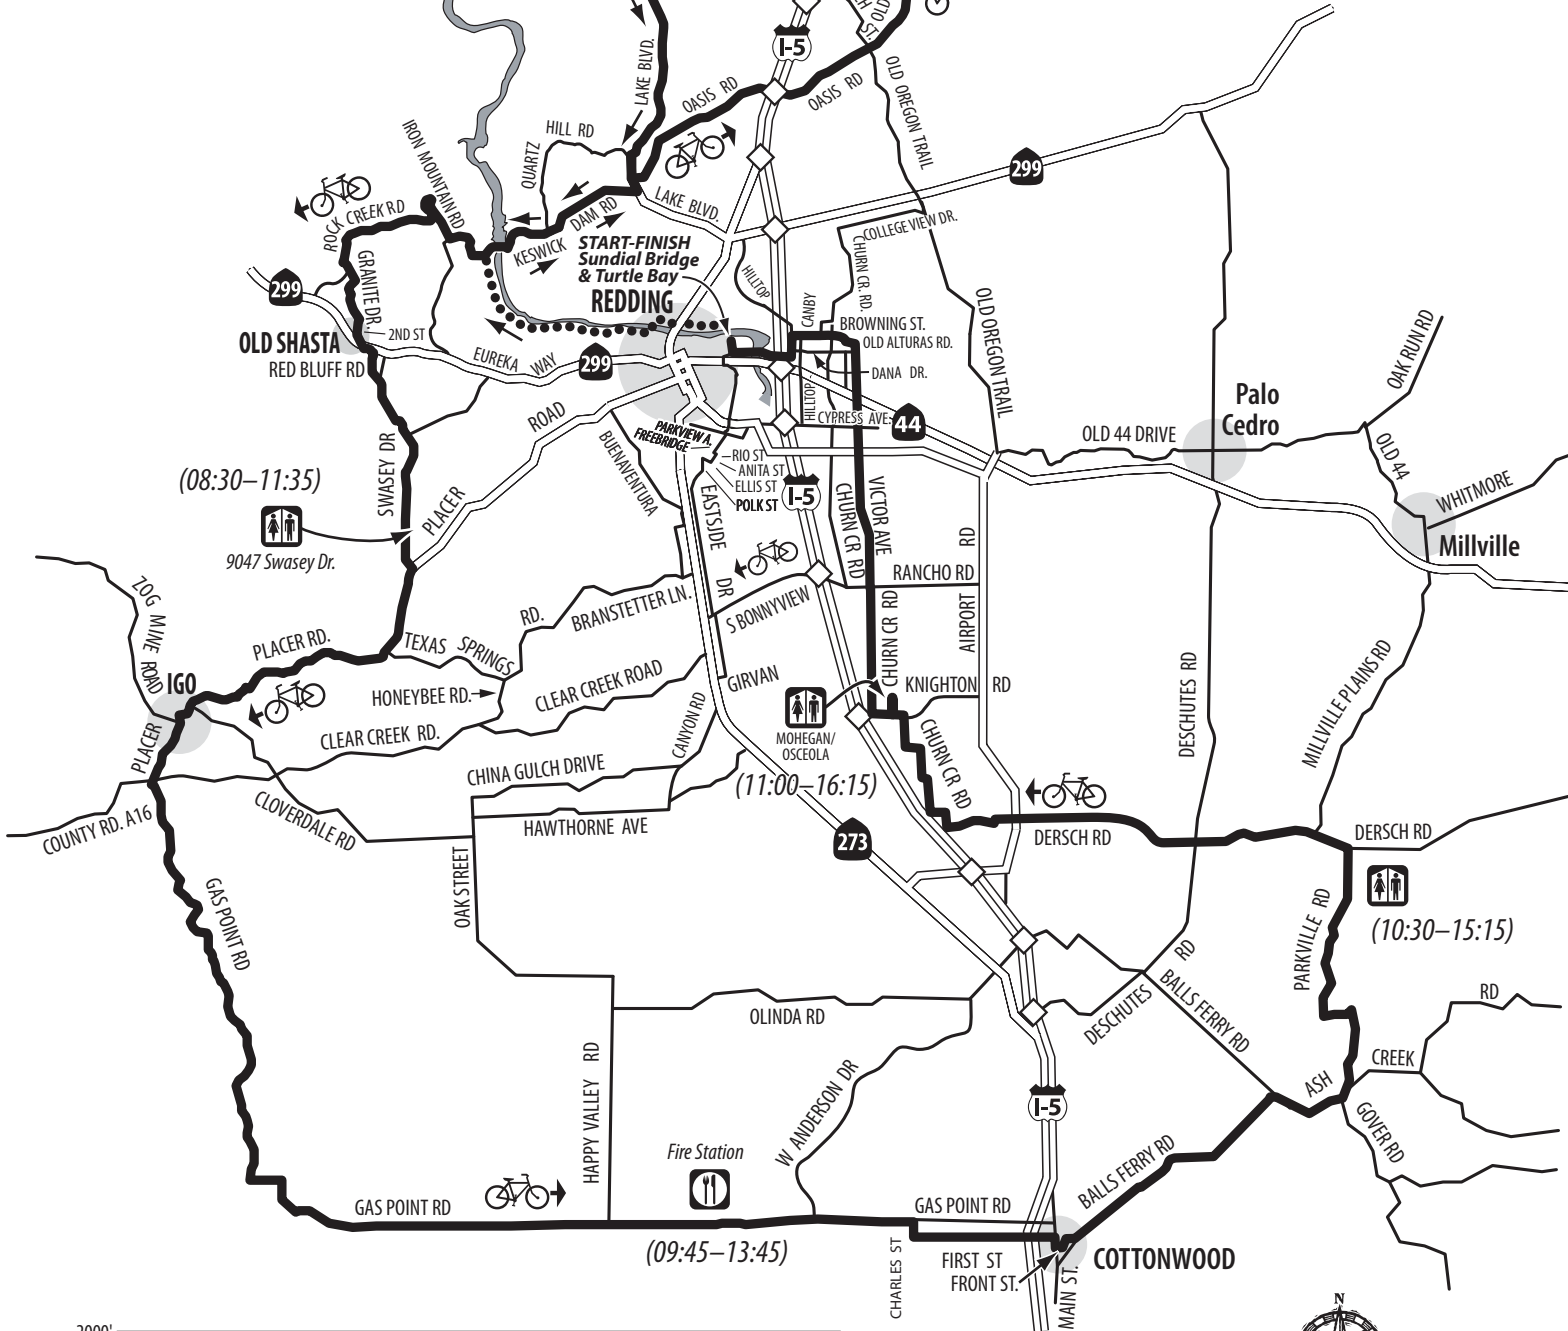 CH
ST.
OLD
I-5
LAKE BLVD.
OASIS RD
OASIS RD
OLD OREGON TRAIL
HILL RD
QUARTZ
IRON MOUNTAIN RD
299
ROCK CREEK RD
LAKE BLVD.
DAM RD
KESWICK
COLLEGE VIEW DR.
START-FINISH
Sundial Bridge
& Turtle Bay
CHURN CR. RD.
HILLTOP
GRANITE DR.
299
REDDING
CANBY
OLD OREGON TRAIL
BROWNING ST.
OLD ALTURAS RD.
2ND ST
OLD SHASTA
RED BLUFF RD
EUREKA WAY
299
DANA DR.
OAK RUN RD
HILLTOP
Palo
Cedro
ROAD
CYPRESS AVE.
44
PARKVIEW A.
FREEBRIDGE
OLD 44 DRIVE
OLD 44
SWASEY DR
BUENAVENTURA
RIO ST
ANITA ST
ELLIS ST
POLK ST
(08:30–11:35)
PLACER
I-5
WHITMORE
EASTSIDE DR
CHURN CR RD
VICTOR AVE
Millville
9047 Swasey Dr.
RD
RANCHO RD
ZOG MINE ROAD
BRANSTETTER LN.
RD.
S BONNYVIEW
CHURN CR RD
AIRPORT
PLACER RD.
TEXAS SPRINGS
DESCHUTES RD
MILLVILLE PLAINS RD
IGO
HONEYBEE RD.
CLEAR CREEK ROAD
GIRVAN
KNIGHTON RD
PLACER
CLEAR CREEK RD.
CANYON RD
MOHEGAN/
OSCEOLA
CHURN CR RD
CHINA GULCH DRIVE
(11:00–16:15)
COUNTY RD. A16
CLOVERDALE RD
HAWTHORNE AVE
273
DERSCH RD
DERSCH RD
GAS POINT RD
OAK STREET
PARKVILLE RD
(10:30–15:15)
RD
DESCHUTES
BALLS FERRY RD
RD
OLINDA RD
HAPPY VALLEY RD
W ANDERSON DR
CREEK
ASH
I-5
GOVER RD
Fire Station
BALLS FERRY RD
GAS POINT RD
GAS POINT RD
(09:45–13:45)
CHARLES ST
FIRST ST
FRONT ST.
COTTONWOOD
MAIN ST.
N
2000'